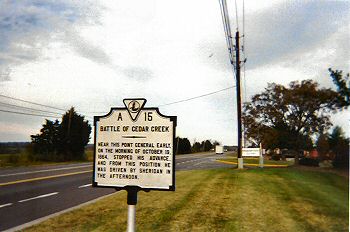 A 15
BATTLE OF CEDAR CREEK
NEAR THIS POINT GENERAL EARLY,
ON THE MORNING OF OCTOBER 19,
1864, STOPPED HIS ADVANCE,
AND FROM THIS POSITION HE
WAS DRIVEN BY SHERIDAN IN
THE AFTERNOON.